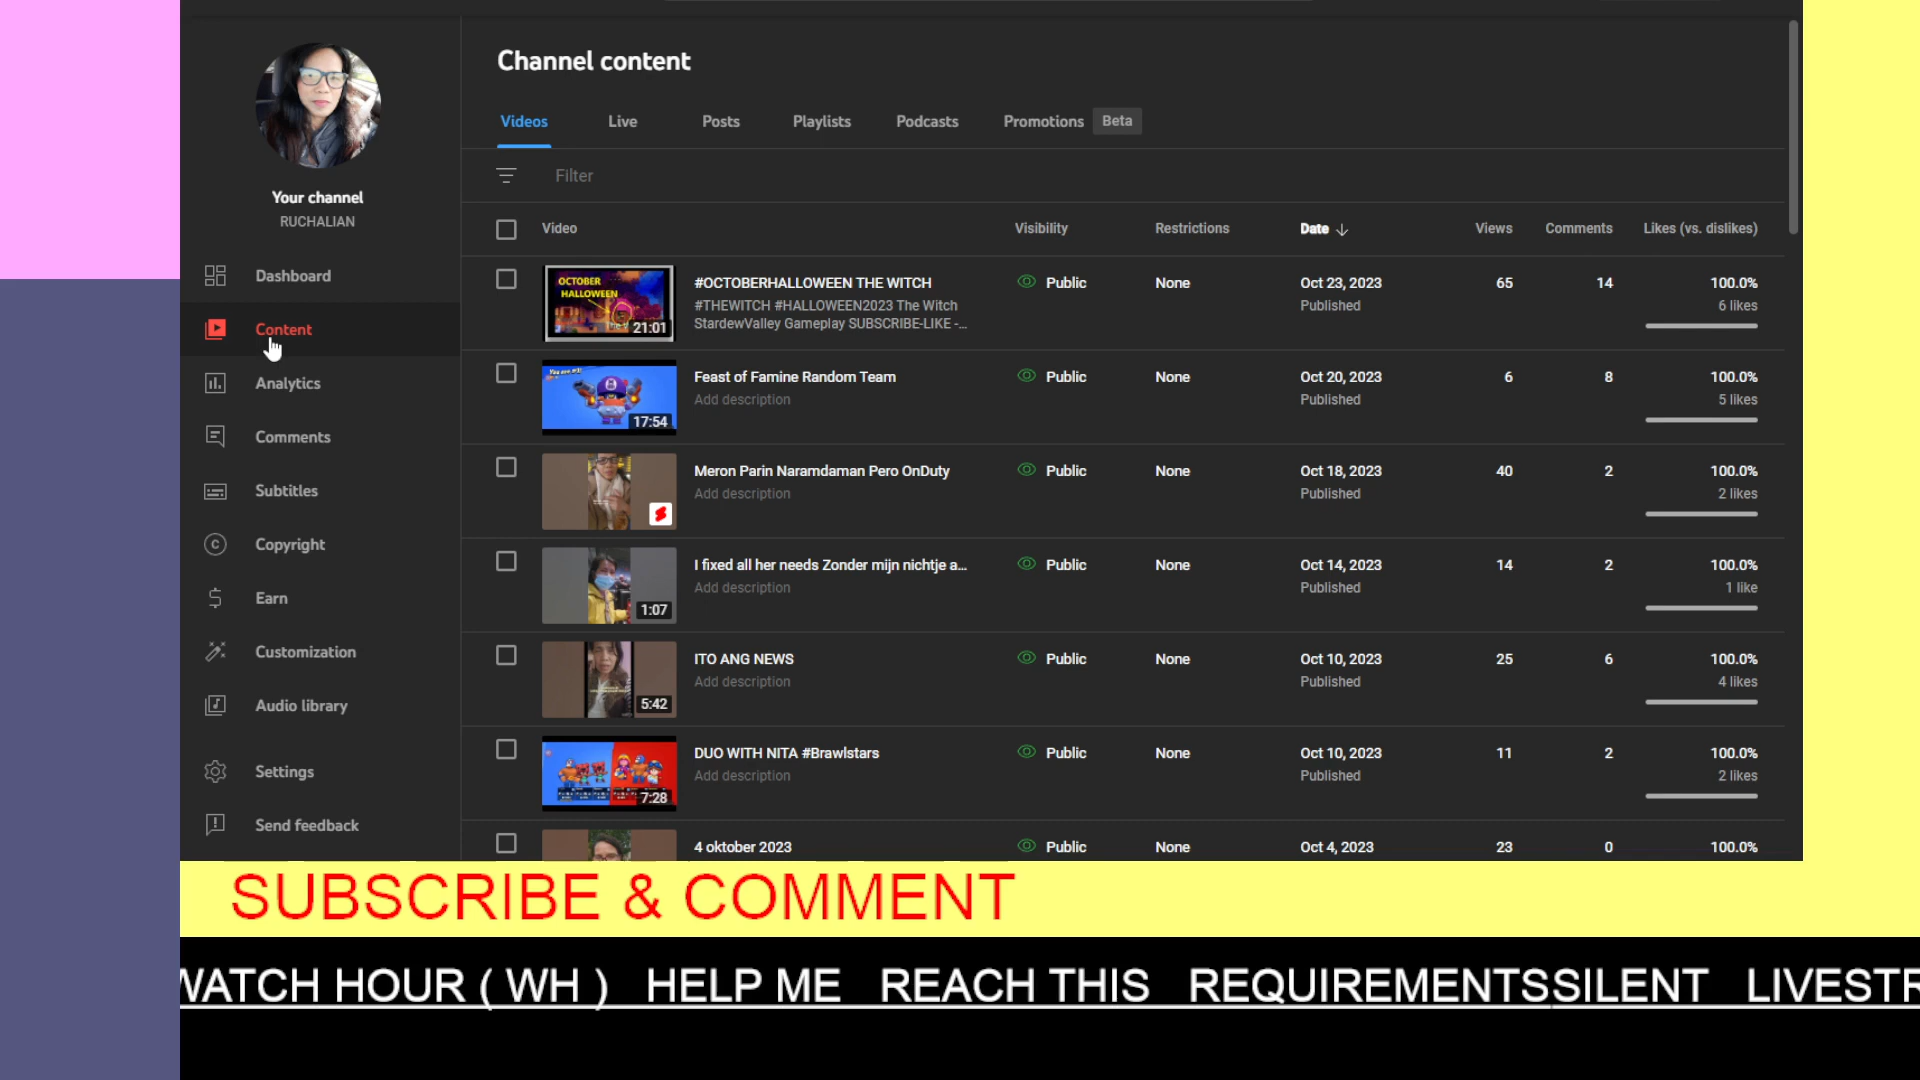 Channel content
Videos Live Posts Playlists Podcasts Promotions Beta
Filter
Your channel
RUCHALIAN
Dashboard
Content
Analytics
Comments
Subtitles
Copyright
Earn
Customization
Audio library
Settings
Send feedback
Video Visibility Restrictions Date Views Comments Likes (vs. dislikes)
OCTOBER
HALLOWEEN
21:01
#OCTOBERHALLOWEEN THE WITCH Public None Oct 23, 2023 65 14 100.0%
#THEWITCH #HALLOWEEN2023 The Witch Published 6 likes
StardewValley Gameplay SUBSCRIBE-LIKE -...
17:54
Feast of Famine Random Team Public None Oct 20, 2023 6 8 100.0%
Add description Published 5 likes
Meron Parin Naramdaman Pero OnDuty Public None Oct 18, 2023 40 2 100.0%
Add description Published 2 likes
1:07
I fixed all her needs Zonder mijn nichtje a... Public None Oct 14, 2023 14 2 100.0%
Add description Published 1 like
5:42
ITO ANG NEWS Public None Oct 10, 2023 25 6 100.0%
Add description Published 4 likes
7:28
DUO WITH NITA #Brawlstars Public None Oct 10, 2023 11 2 100.0%
Add description Published 2 likes
4 oktober 2023 Public None Oct 4, 2023 23 0 100.0%
SUBSCRIBE & COMMENT
WATCH HOUR ( WH ) HELP ME REACH THIS REQUIREMENTSSILENT LIVESTR